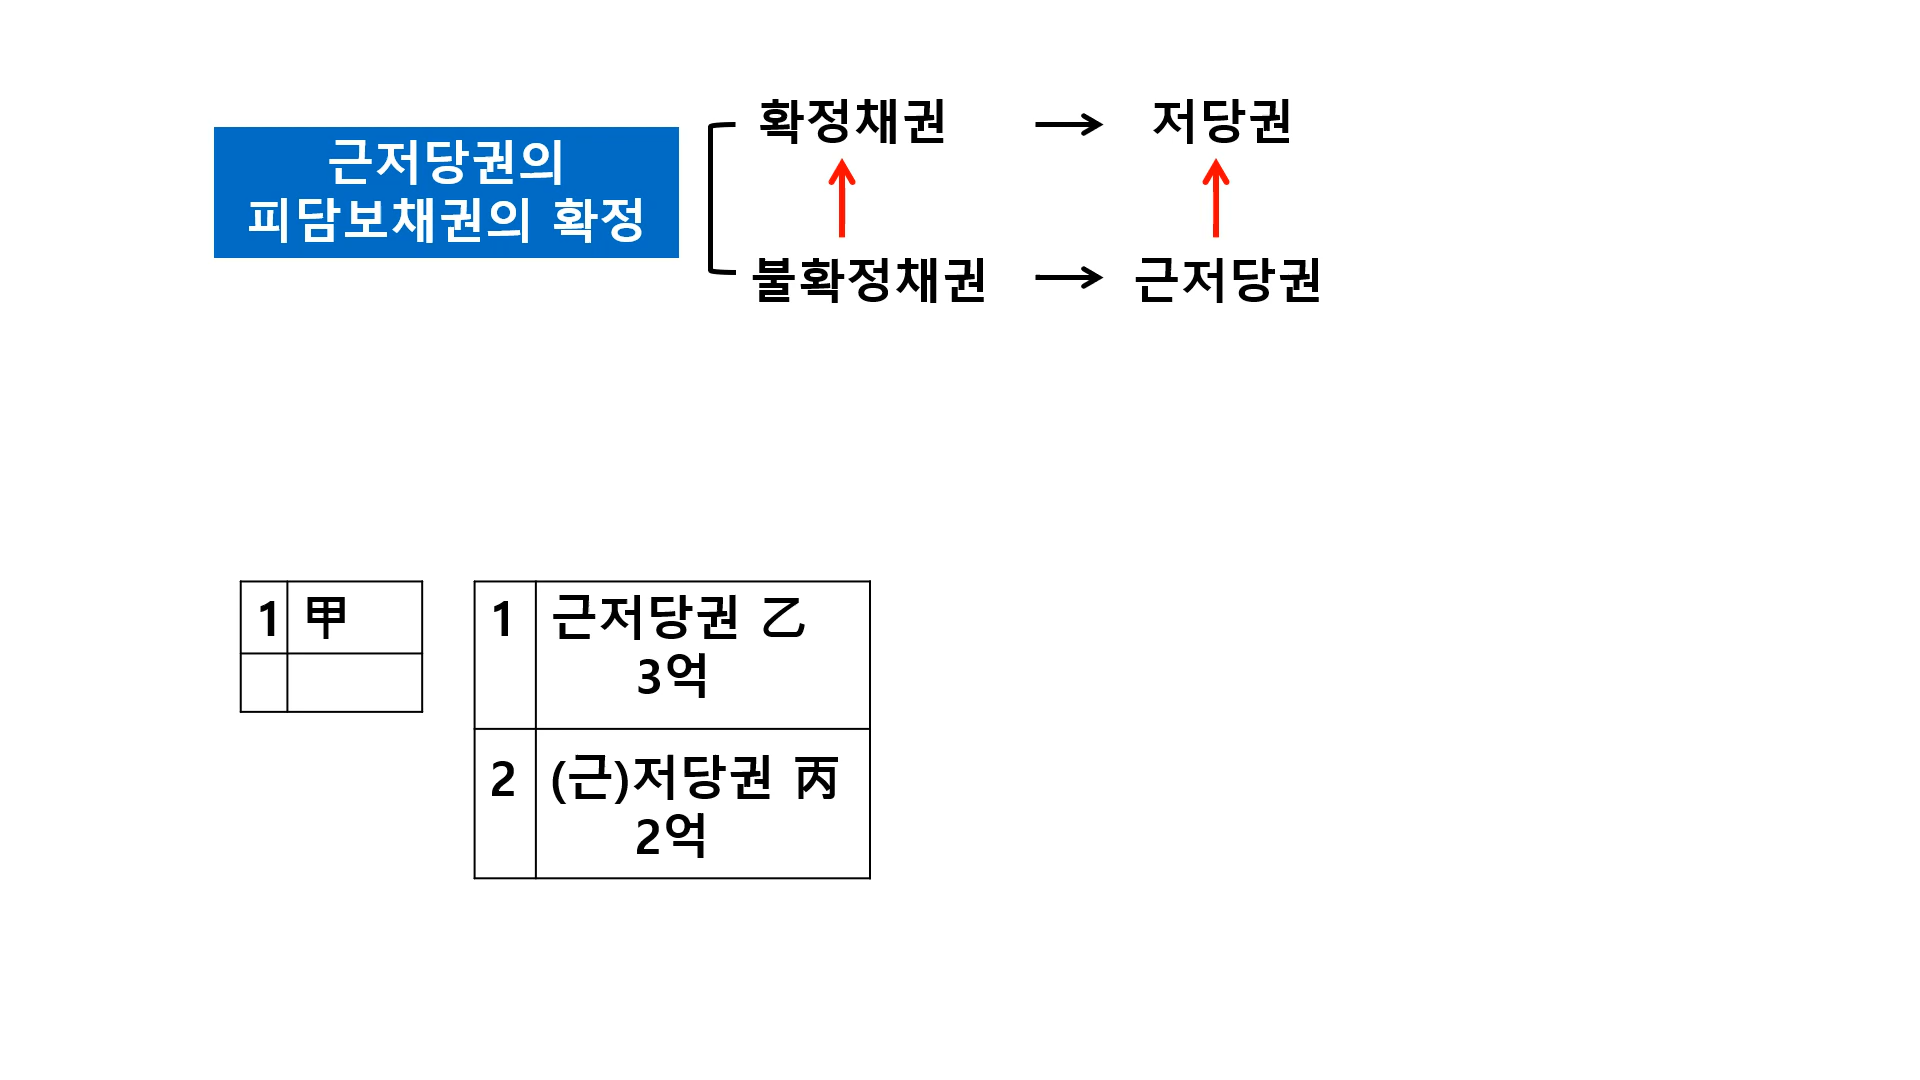 근저당권의
피담보채권의 확정
확정채권 → 저당권
불확정채권 → 근저당권
1 甲
1 근저당권 乙
3억
2 (근)저당권 丙
2억